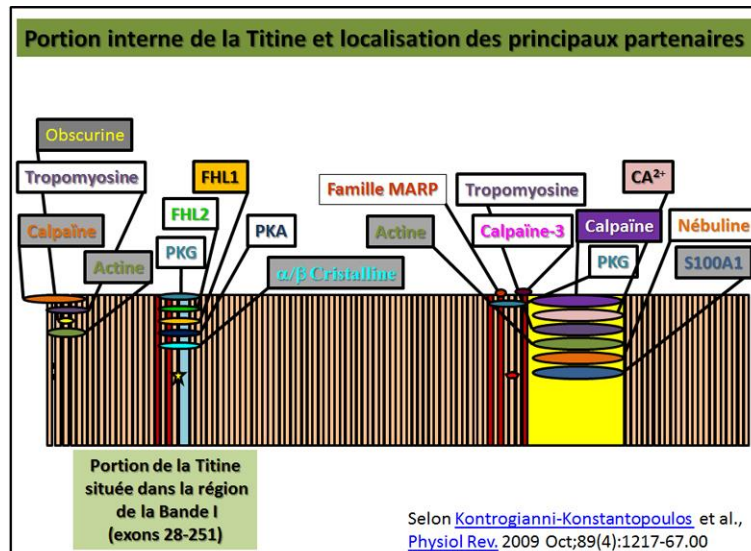 Portion interne de la Titine et localisation des principaux partenaires
Obscurine
Tropomyosine
FHL1
Calpaïne
FHL2
PKA
Actine
PKG
α/β Cristalline
Famille MARP
Tropomyosine
CA²⁺
Actine
Calpaïne-3
Calpaïne
Nébuline
PKG
S100A1
Portion de la Titine
située dans la région
de la Bande I
(exons 28-251)
Selon Kontrogianni-Konstantopoulos et al.,
Physiol Rev. 2009 Oct;89(4):1217-67.00